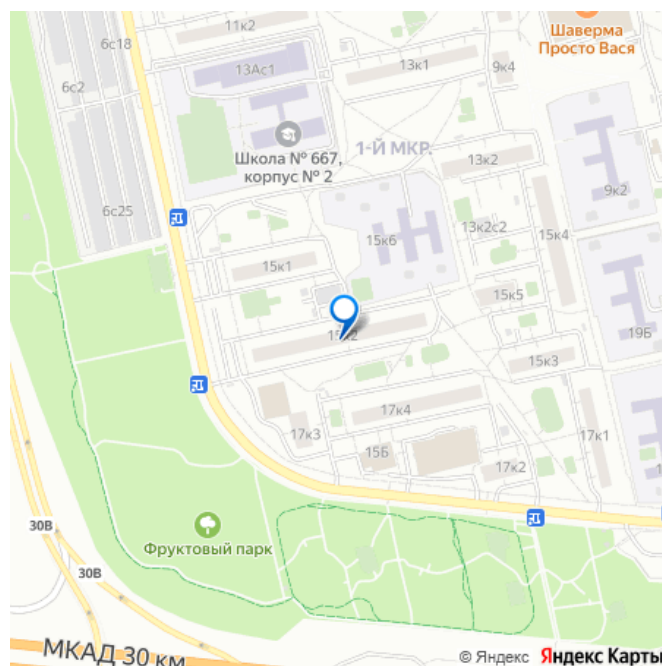 Шаверма
Просто Вася
11к2
6с18
13Ас1
13к1
9к4
6с2
Школа № 667,
корпус № 2
1-Й МКР.
13к2
9к2
6с25
15к6
13к2с2
15к4
15к1
15к5
19Б
15к3
17к4
17к3
15Б
17к2
17к1
30В
Фруктовый парк
30В
МКАД 30 км
© Яндекс Яндекс Карты